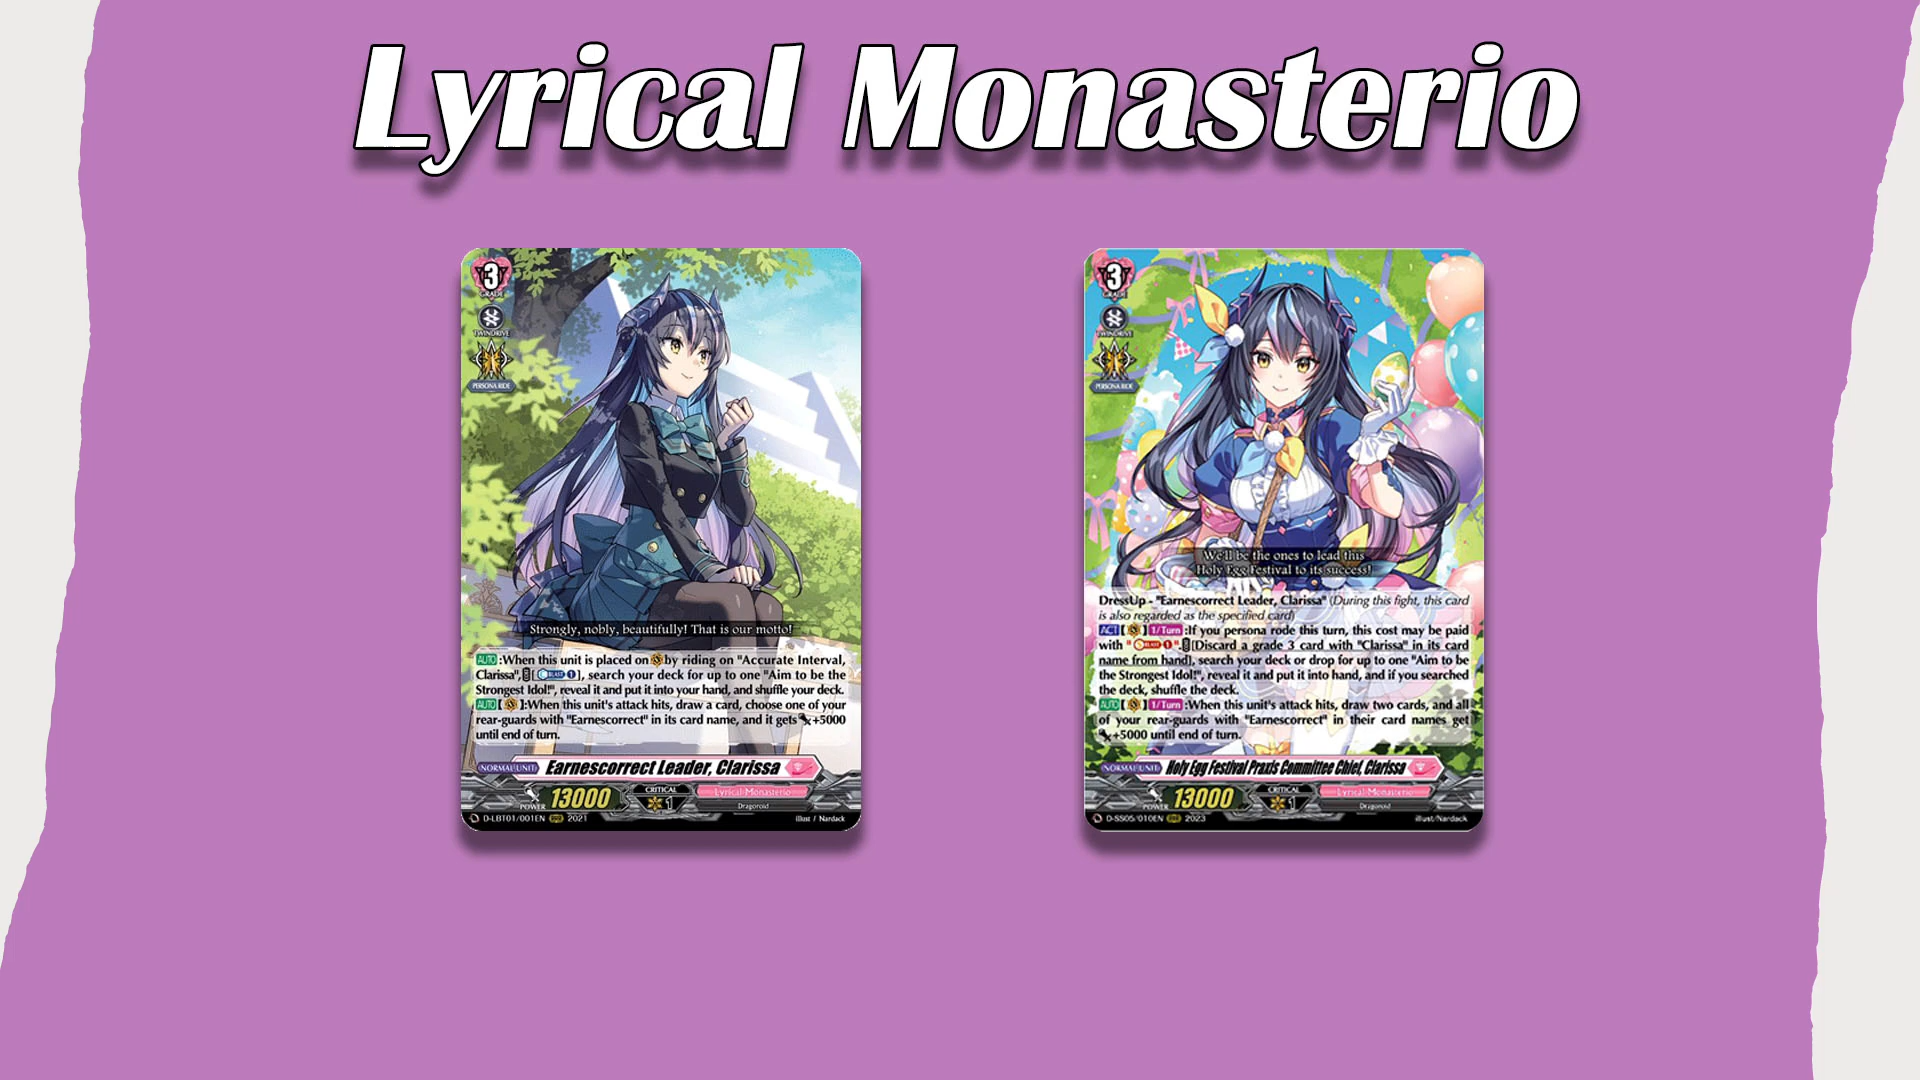 Lyrical Monasterio
3
GRADE
TWINDRIVE
PERSONA RIDE
Strongly, nobly, beautifully! That is our motto!
AUTO:When this unit is placed on by riding on "Accurate Interval,
Clarissa", [BLAST 1], search your deck for up to one "Aim to be the
Strongest Idol!", reveal it and put it into your hand, and shuffle your deck.
AUTO【】:When this unit's attack hits, draw a card, choose one of your
rear-guards with "Earnescorrect" in its card name, and it gets +5000
until end of turn.
NORMAL UNIT Earnescorrect Leader, Clarissa
POWER 13000 CRITICAL 1 Lyrical Monasterio
Dragoroid
D-LBT01/001EN RRR 2021 illust / Nardack
3
GRADE
TWINDRIVE
PERSONA RIDE
We'll be the ones to lead this
Holy Egg Festival to its success!
DressUp - "Earnescorrect Leader, Clarissa" (During this fight, this card
is also regarded as the specified card)
ACT【】1/Turn:If you persona rode this turn, this cost may be paid
with "BLAST 1". [Discard a grade 3 card with "Clarissa" in its card
name from hand], search your deck or drop for up to one "Aim to be
the Strongest Idol!", reveal it and put it into hand, and if you searched
the deck, shuffle the deck.
AUTO【】1/Turn:When this unit's attack hits, draw two cards, and all
of your rear-guards with "Earnescorrect" in their card names get
+5000 until end of turn.
NORMAL UNIT Holy Egg Festival Praxis Committee Chief, Clarissa
POWER 13000 CRITICAL 1 Lyrical Monasterio
Dragoroid
D-SS05/010EN RRR 2023 illust/Nardack